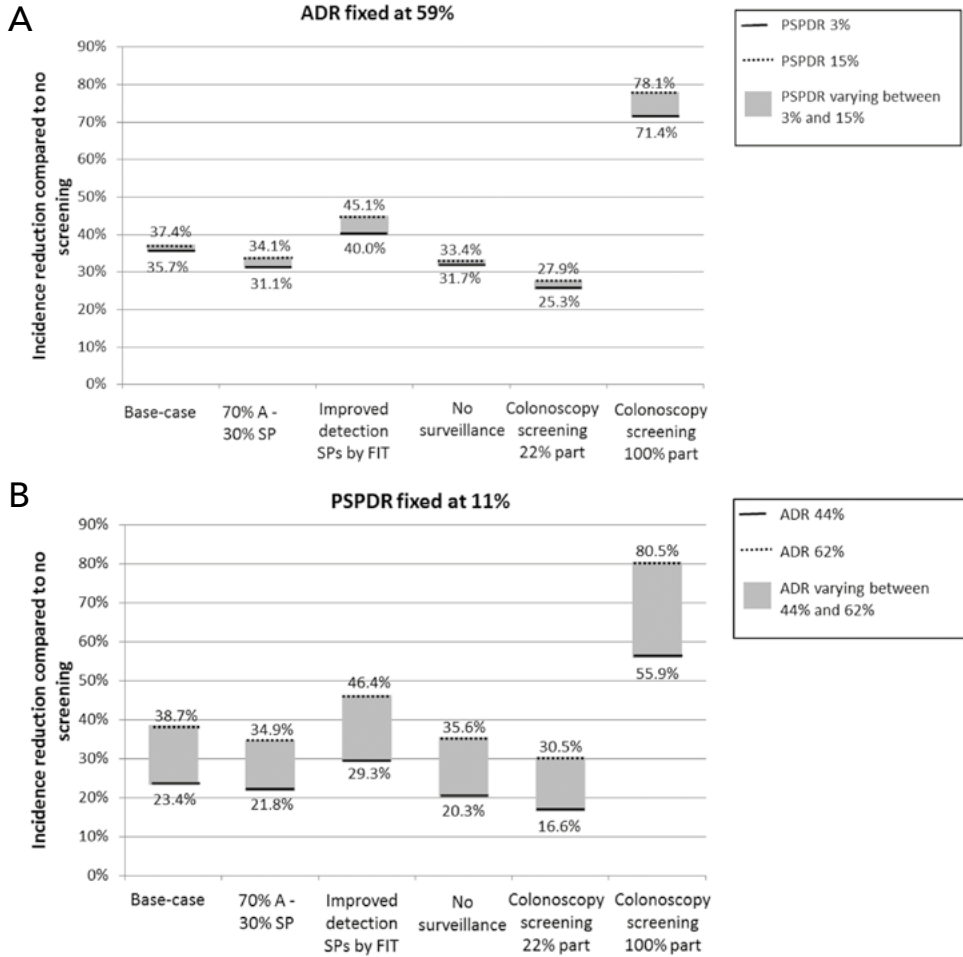 A
ADR fixed at 59%
Incidence reduction compared to no
screening
90%
80%
70%
60%
50%
40%
30%
20%
10%
0%
37.4%
35.7%
34.1%
31.1%
45.1%
40.0%
33.4%
31.7%
27.9%
25.3%
78.1%
71.4%
Base-case
70% A -
30% SP
Improved
detection
SPs by FIT
No
surveillance
Colonoscopy
screening
22% part
Colonoscopy
screening
100% part
PSPDR 3%
PSPDR 15%
PSPDR varying between
3% and 15%
B
PSPDR fixed at 11%
Incidence reduction compared to no
screening
90%
80%
70%
60%
50%
40%
30%
20%
10%
0%
38.7%
23.4%
34.9%
21.8%
46.4%
29.3%
35.6%
20.3%
30.5%
16.6%
80.5%
55.9%
Base-case
70% A -
30% SP
Improved
detection
SPs by FIT
No
surveillance
Colonoscopy
screening
22% part
Colonoscopy
screening
100% part
ADR 44%
ADR 62%
ADR varying between
44% and 62%